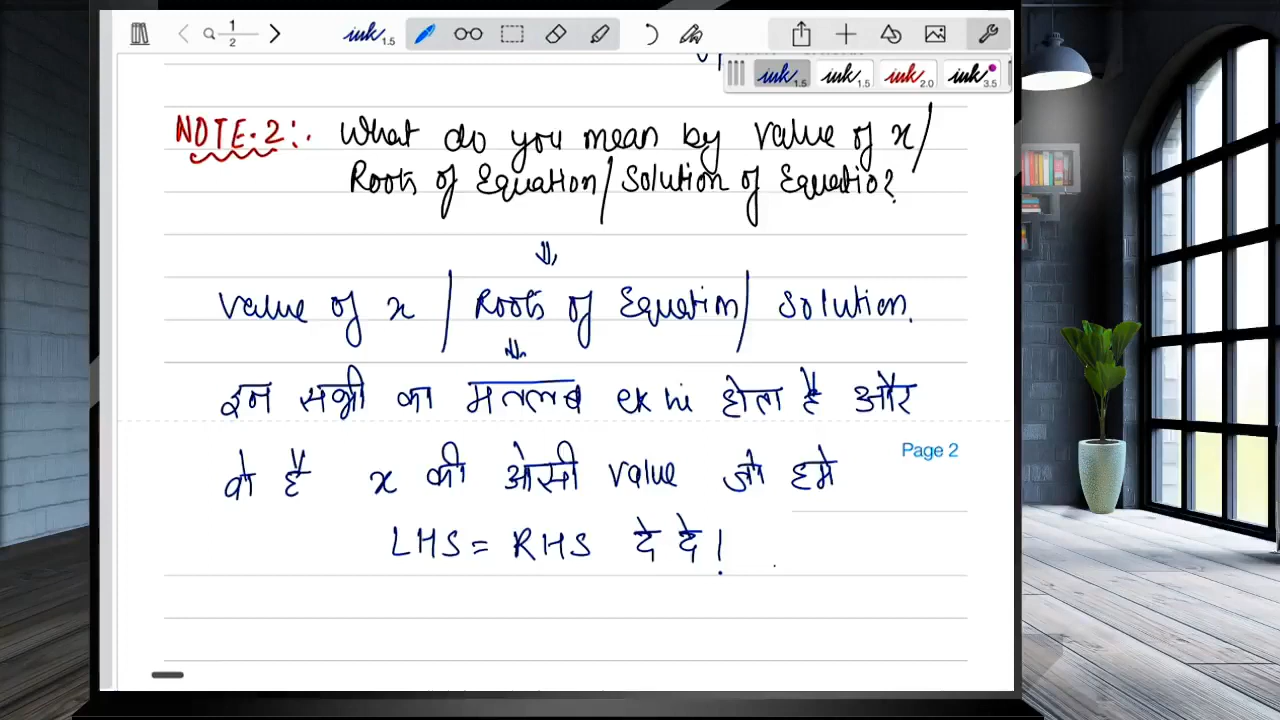 1
2
ink 1.5
ink 1.5 ink 1.5 ink 2.0 ink 3.5
NOTE.2:. What do you mean by Value of x/
Roots of Equation/Solution of Equatio?
Value of x / Roots of Equation/ Solution.
इन सभी का मतलब ek hi होता है और
Page 2
वो है x की ऐसी value जो हमे
LHS = RHS दे दे!